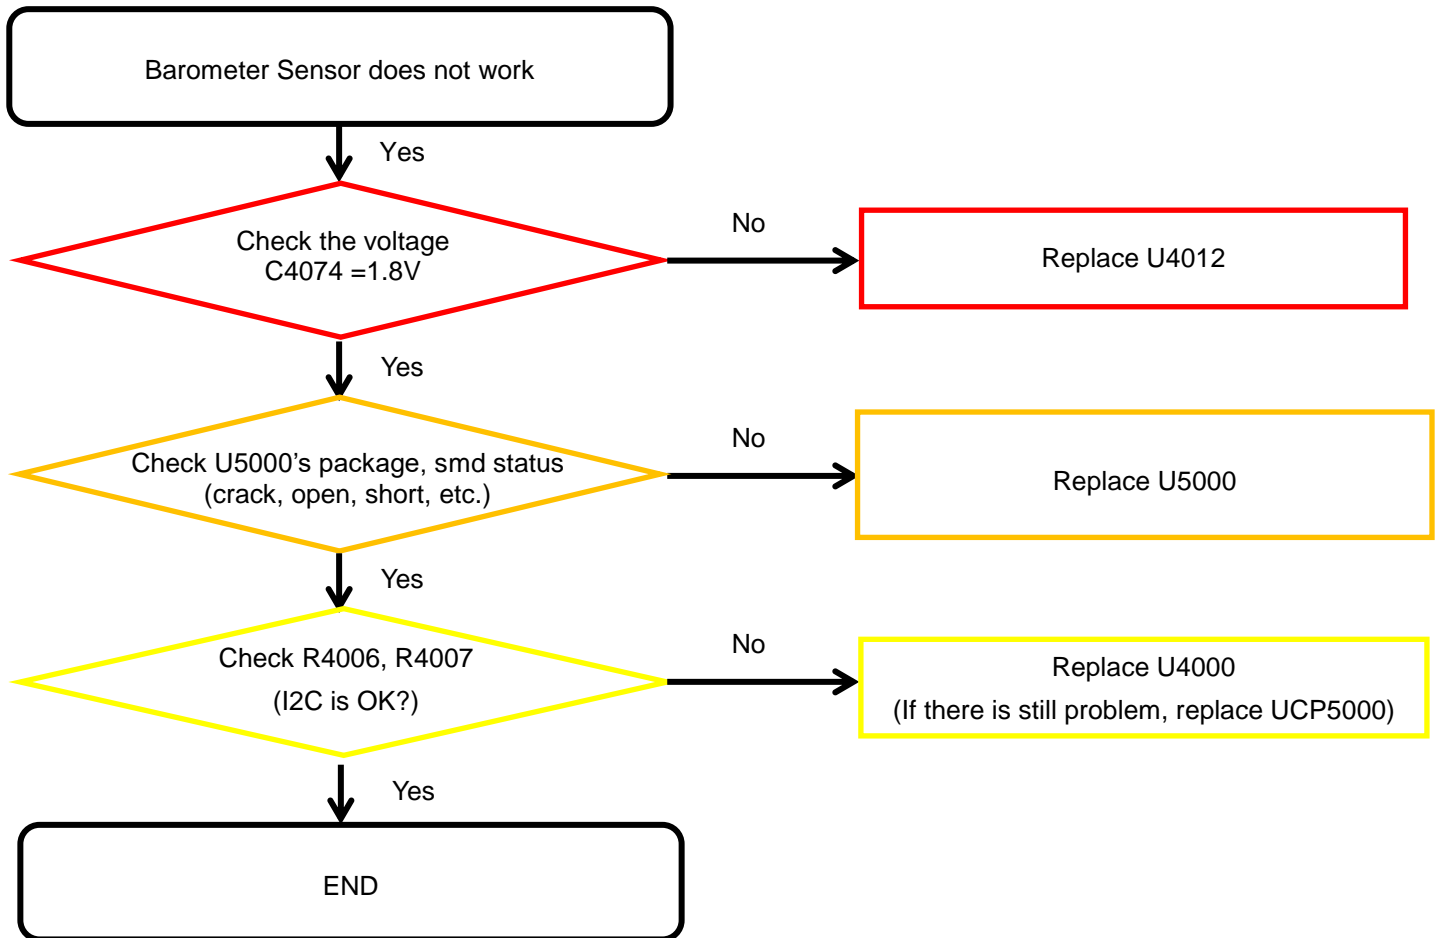 Barometer Sensor does not work
Yes
Check the voltage
C4074 =1.8V
No
Replace U4012
Yes
Check U5000’s package, smd status
(crack, open, short, etc.)
No
Replace U5000
Yes
Check R4006, R4007
(I2C is OK?)
No
Replace U4000
(If there is still problem, replace UCP5000)
Yes
END